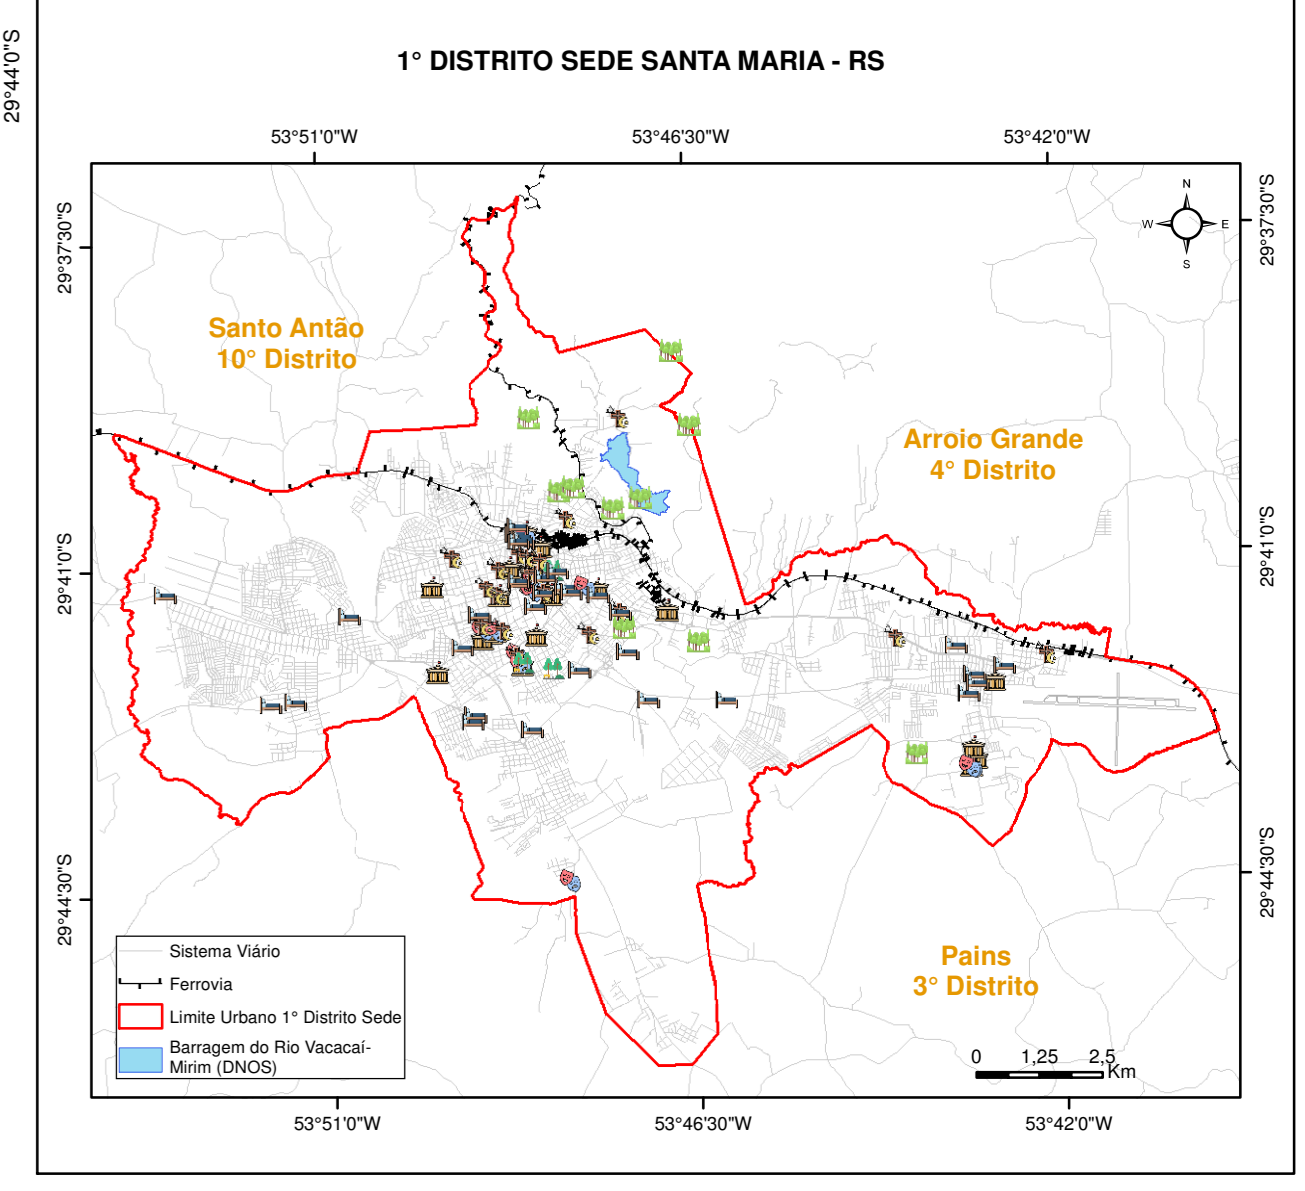 29°44'0"S
1° DISTRITO SEDE SANTA MARIA - RS
53°51'0"W
53°46'30"W
53°42'0"W
29°37'30"S
29°37'30"S
N
W
E
S
Santo Antão
10° Distrito
Arroio Grande
4° Distrito
29°41'0"S
29°41'0"S
29°44'30"S
29°44'30"S
Pains
3° Distrito
Sistema Viário
Ferrovia
Limite Urbano 1° Distrito Sede
Barragem do Rio Vacacaí-
Mirim (DNOS)
0 1,25 2,5
Km
53°51'0"W
53°46'30"W
53°42'0"W